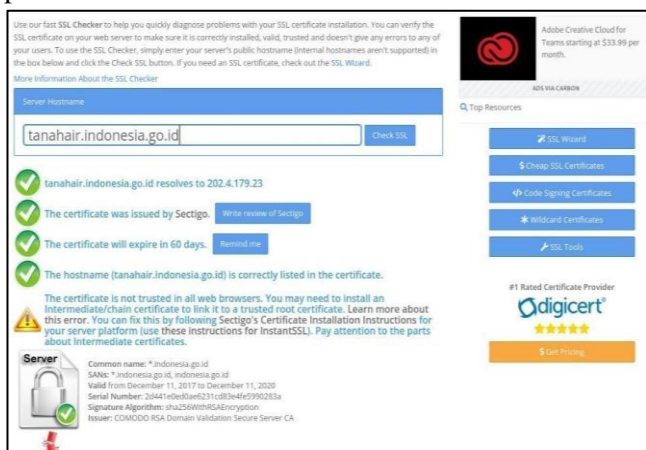 Use our fast SSL Checker to help you quickly diagnose problems with your SSL certificate installation. You can verify the
SSL certificate on your web server to make sure it is correctly installed, valid, trusted and doesn't give any errors to any of
your users. To use the SSL Checker, simply enter your server's public hostname (internal hostnames aren't supported) in
the box below and click the Check SSL button. If you need an SSL certificate, check out the SSL Wizard.
More Information About the SSL Checker
Server Hostname
tanahair.indonesia.go.id
Check SSL
tanahair.indonesia.go.id resolves to 202.4.179.23
The certificate was issued by Sectigo.
Write review of Sectigo
The certificate will expire in 60 days.
Remind me
The hostname (tanahair.indonesia.go.id) is correctly listed in the certificate.
The certificate is not trusted in all web browsers. You may need to install an
Intermediate/chain certificate to link it to a trusted root certificate. Learn more about
this error. You can fix this by following Sectigo's Certificate Installation Instructions for
your server platform (use these instructions for InstantSSL). Pay attention to the parts
about Intermediate certificates.
Server
Common name: *.indonesia.go.id
SANs: *.indonesia.go.id, indonesia.go.id
Valid from December 11, 2017 to December 11, 2020
Serial Number: 2d441e0ed0ae6231cd83e4fe5990283a
Signature Algorithm: sha256WithRSAEncryption
Issuer: COMODO RSA Domain Validation Secure Server CA
Adobe Creative Cloud for
Teams starting at $33.99 per
month.
ADS VIA CARBON
Top Resources
SSL Wizard
$ Cheap SSL Certificates
</> Code Signing Certificates
* Wildcard Certificates
SSL Tools
#1 Rated Certificate Provider
digicert®
$ Get Pricing